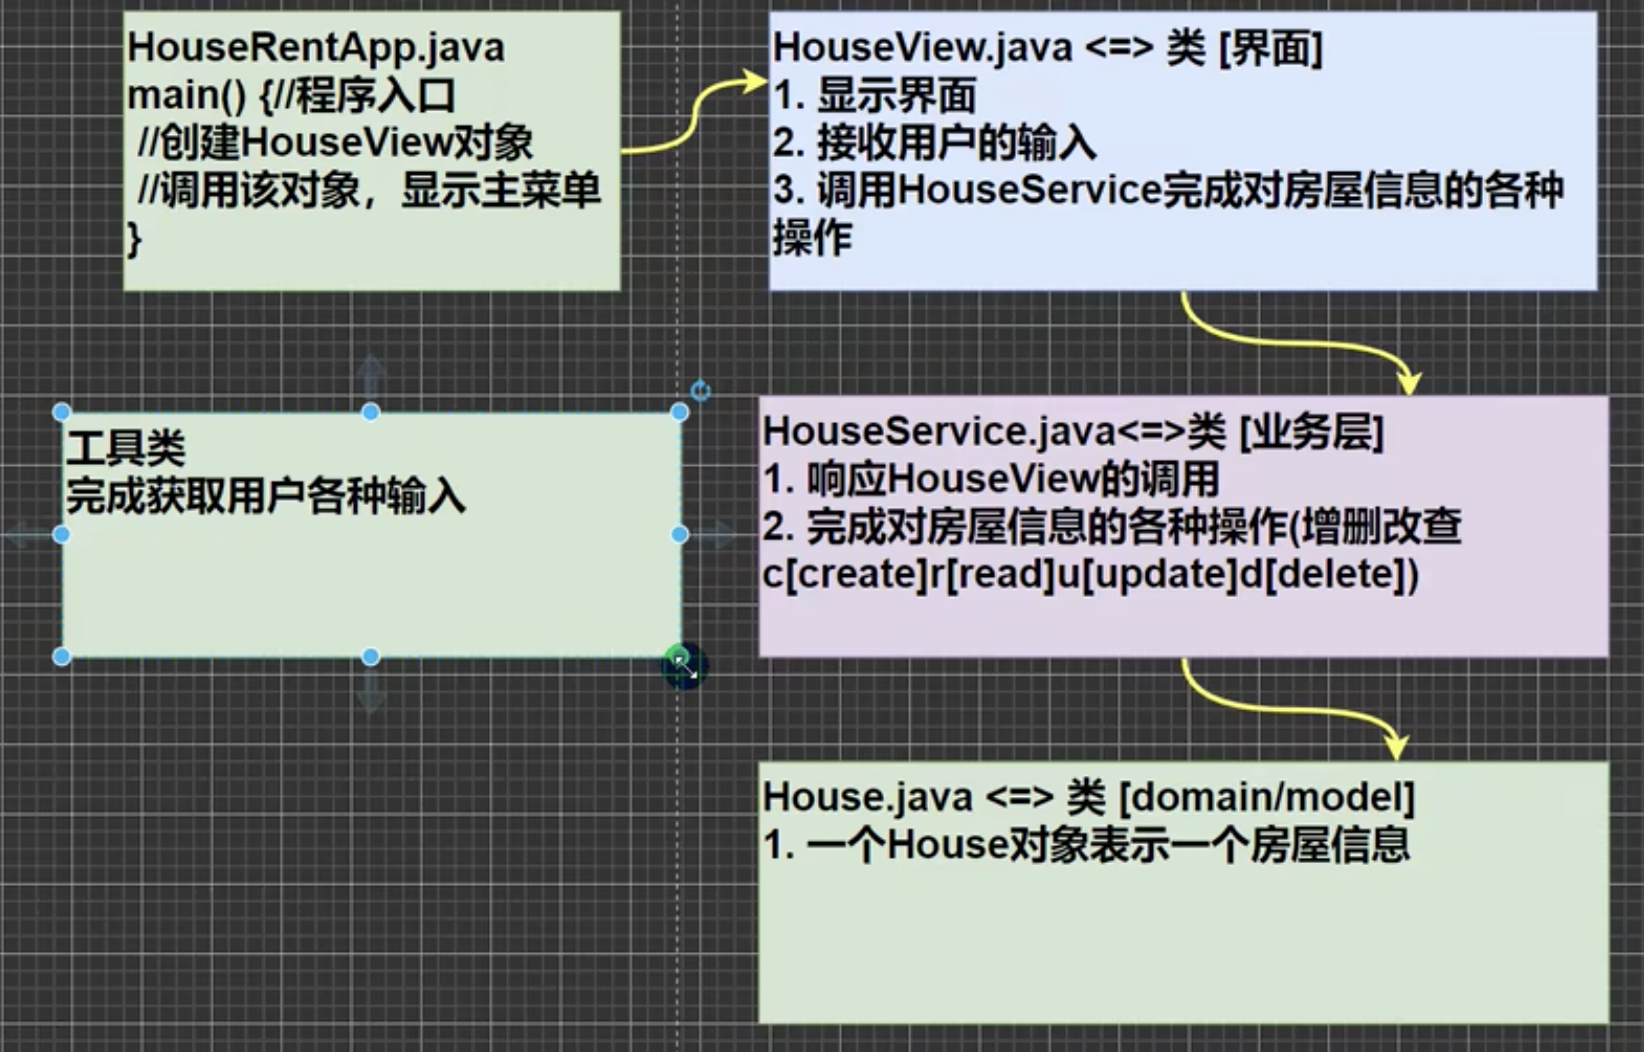 HouseRentApp.java
main() {//程序入口
//创建HouseView对象
//调用该对象，显示主菜单
}
HouseView.java <=> 类 [界面]
1. 显示界面
2. 接收用户的输入
3. 调用HouseService完成对房屋信息的各种
操作
工具类
完成获取用户各种输入
HouseService.java<=>类 [业务层]
1. 响应HouseView的调用
2. 完成对房屋信息的各种操作(增删改查
c[create]r[read]u[update]d[delete])
House.java <=> 类 [domain/model]
1. 一个House对象表示一个房屋信息